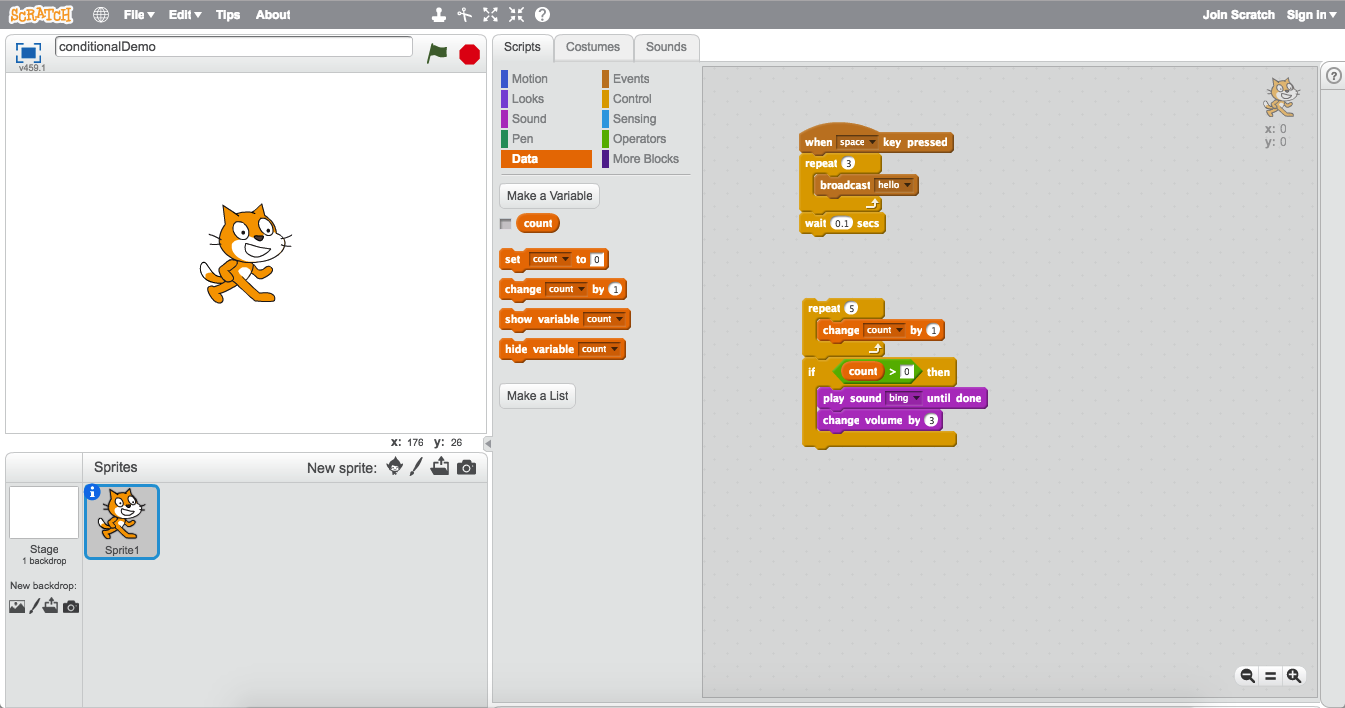 SCRATCH File Edit Tips About Join Scratch Sign in
v459.1
conditionalDemo
Scripts Costumes Sounds
Motion Events
Looks Control
Sound Sensing
Pen Operators
Data More Blocks
Make a Variable
count
set count to 0
change count by 1
show variable count
hide variable count
Make a List
x: 176 y: 26
when space key pressed
repeat 3
broadcast hello
wait 0.1 secs
repeat 5
change count by 1
if count > 0 then
play sound bing until done
change volume by 3
x: 0
y: 0
?
Sprites New sprite:
Sprite1
Stage
1 backdrop
New backdrop: